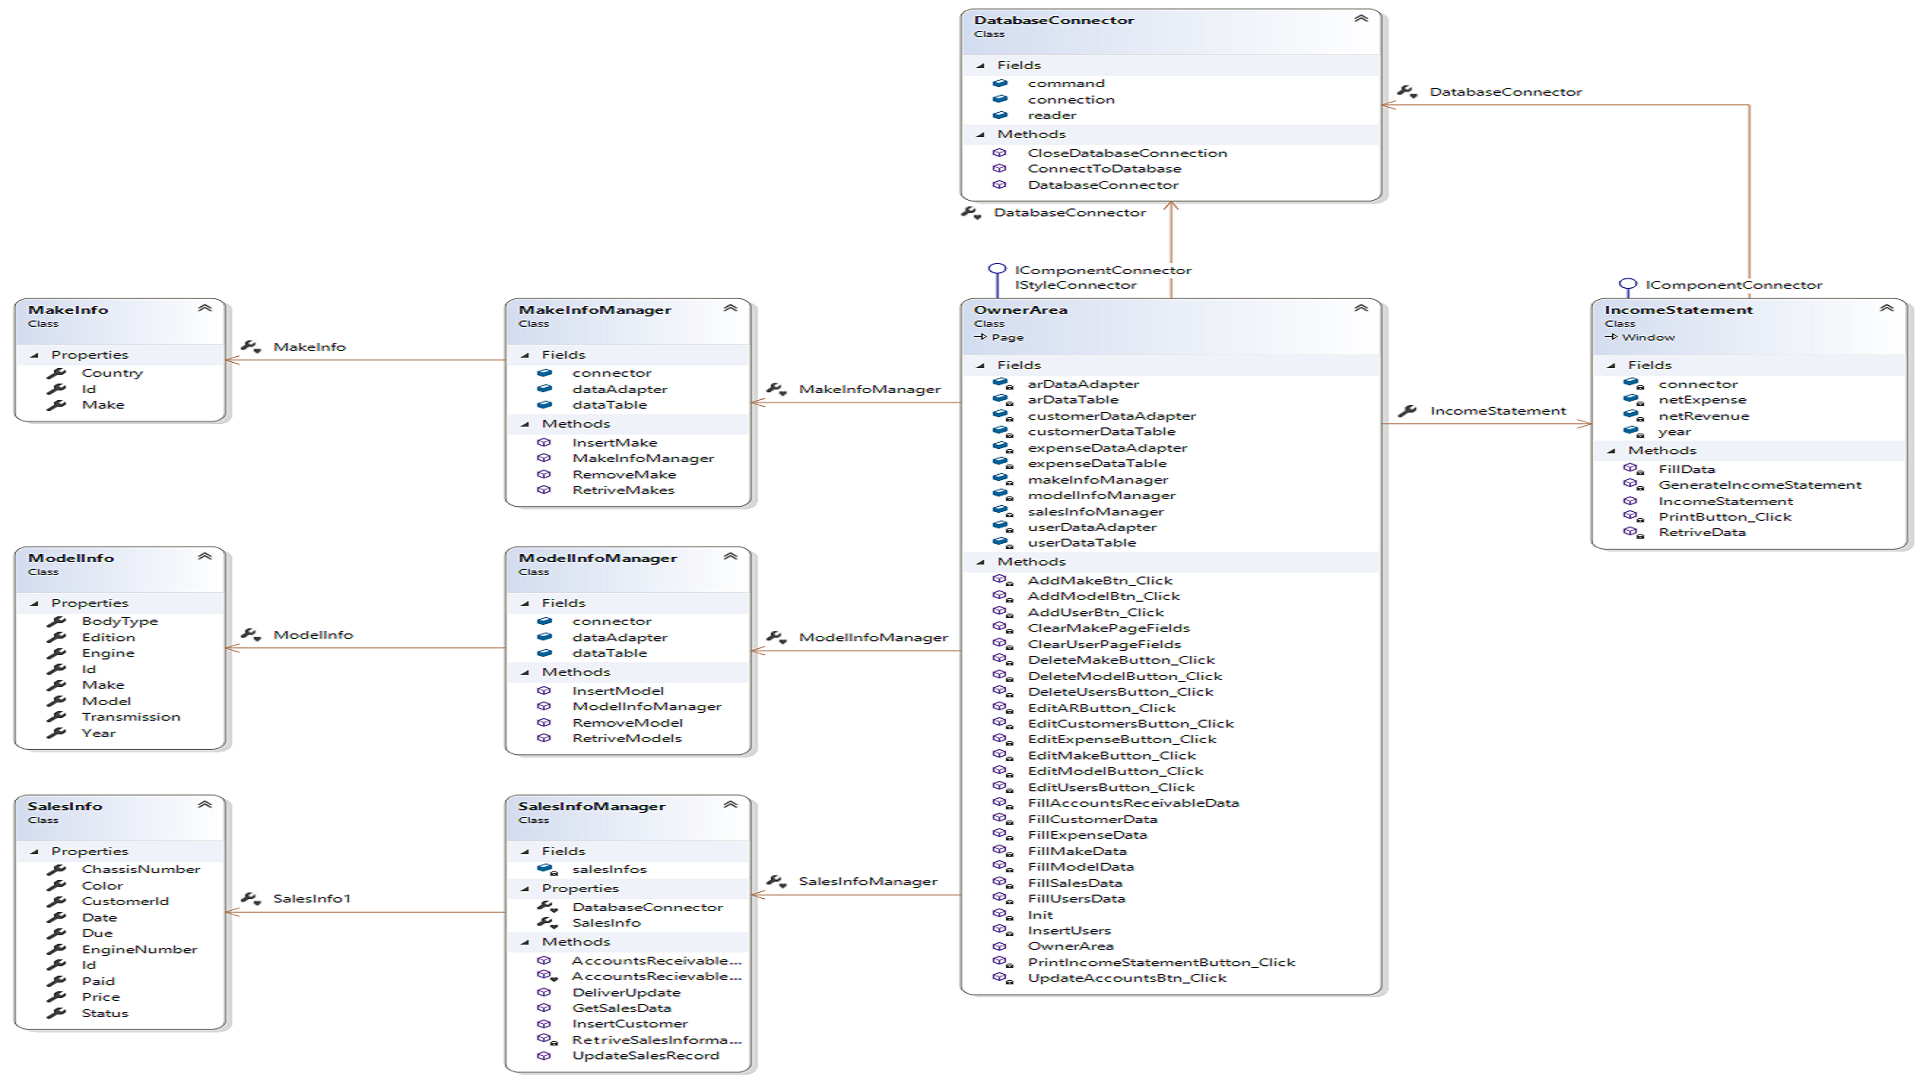 DatabaseConnector
Class
Fields
command
connection
reader
Methods
CloseDatabaseConnection
ConnectToDatabase
DatabaseConnector
DatabaseConnector
DatabaseConnector
IComponentConnector
IStyleConnector
IComponentConnector
MakeInfo
Class
Properties
Country
Id
Make
MakeInfo
MakeInfoManager
Class
Fields
connector
dataAdapter
dataTable
Methods
InsertMake
MakeInfoManager
RemoveMake
RetriveMakes
MakeInfoManager
OwnerArea
Class
Page
Fields
arDataAdapter
arDataTable
customerDataAdapter
customerDataTable
expenseDataAdapter
expenseDataTable
makeInfoManager
modelInfoManager
salesInfoManager
userDataAdapter
userDataTable
Methods
AddMakeBtn_Click
AddModelBtn_Click
AddUserBtn_Click
ClearMakePageFields
ClearUserPageFields
DeleteMakeButton_Click
DeleteModelButton_Click
DeleteUsersButton_Click
EditARButton_Click
EditCustomersButton_Click
EditExpenseButton_Click
EditMakeButton_Click
EditModelButton_Click
EditUsersButton_Click
FillAccountsReceivableData
FillCustomerData
FillExpenseData
FillMakeData
FillModelData
FillSalesData
FillUsersData
Init
InsertUsers
OwnerArea
PrintIncomeStatementButton_Click
UpdateAccountsBtn_Click
IncomeStatement
IncomeStatement
Class
Window
Fields
connector
netExpense
netRevenue
year
Methods
FillData
GenerateIncomeStatement
IncomeStatement
PrintButton_Click
RetriveData
ModelInfo
Class
Properties
BodyType
Edition
Engine
Id
Make
Model
Transmission
Year
ModelInfo
ModelInfoManager
Class
Fields
connector
dataAdapter
dataTable
Methods
InsertModel
ModelInfoManager
RemoveModel
RetriveModels
ModelInfoManager
SalesInfo
Class
Properties
ChassisNumber
Color
CustomerId
Date
Due
EngineNumber
Id
Paid
Price
Status
SalesInfo1
SalesInfoManager
Class
Fields
salesInfos
Properties
DatabaseConnector
SalesInfo
Methods
AccountsReceivable...
AccountsRecievable...
DeliverUpdate
GetSalesData
InsertCustomer
RetriveSalesInforma...
UpdateSalesRecord
SalesInfoManager